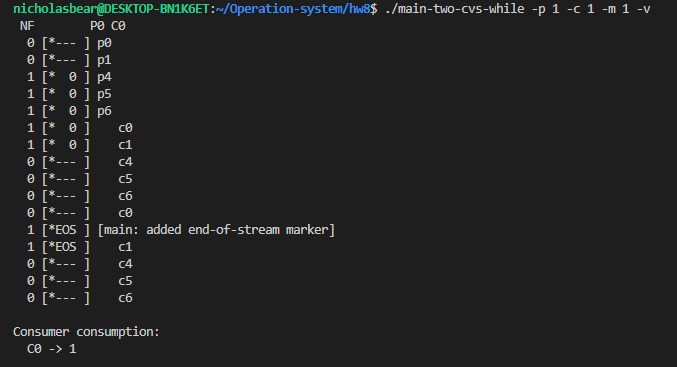 nicholasbear@DESKTOP-BN1K6ET:~/Operation-system/hw8$ ./main-two-cvs-while -p 1 -c 1 -m 1 -v
 NF        P0 C0
  0 [*--- ] p0
  0 [*--- ] p1
  1 [*  0 ] p4
  1 [*  0 ] p5
  1 [*  0 ] p6
  1 [*  0 ]    c0
  1 [*  0 ]    c1
  0 [*--- ]    c4
  0 [*--- ]    c5
  0 [*--- ]    c6
  0 [*--- ]    c0
  1 [*EOS ] [main: added end-of-stream marker]
  1 [*EOS ]    c1
  0 [*--- ]    c4
  0 [*--- ]    c5
  0 [*--- ]    c6
Consumer consumption:
  C0 -> 1